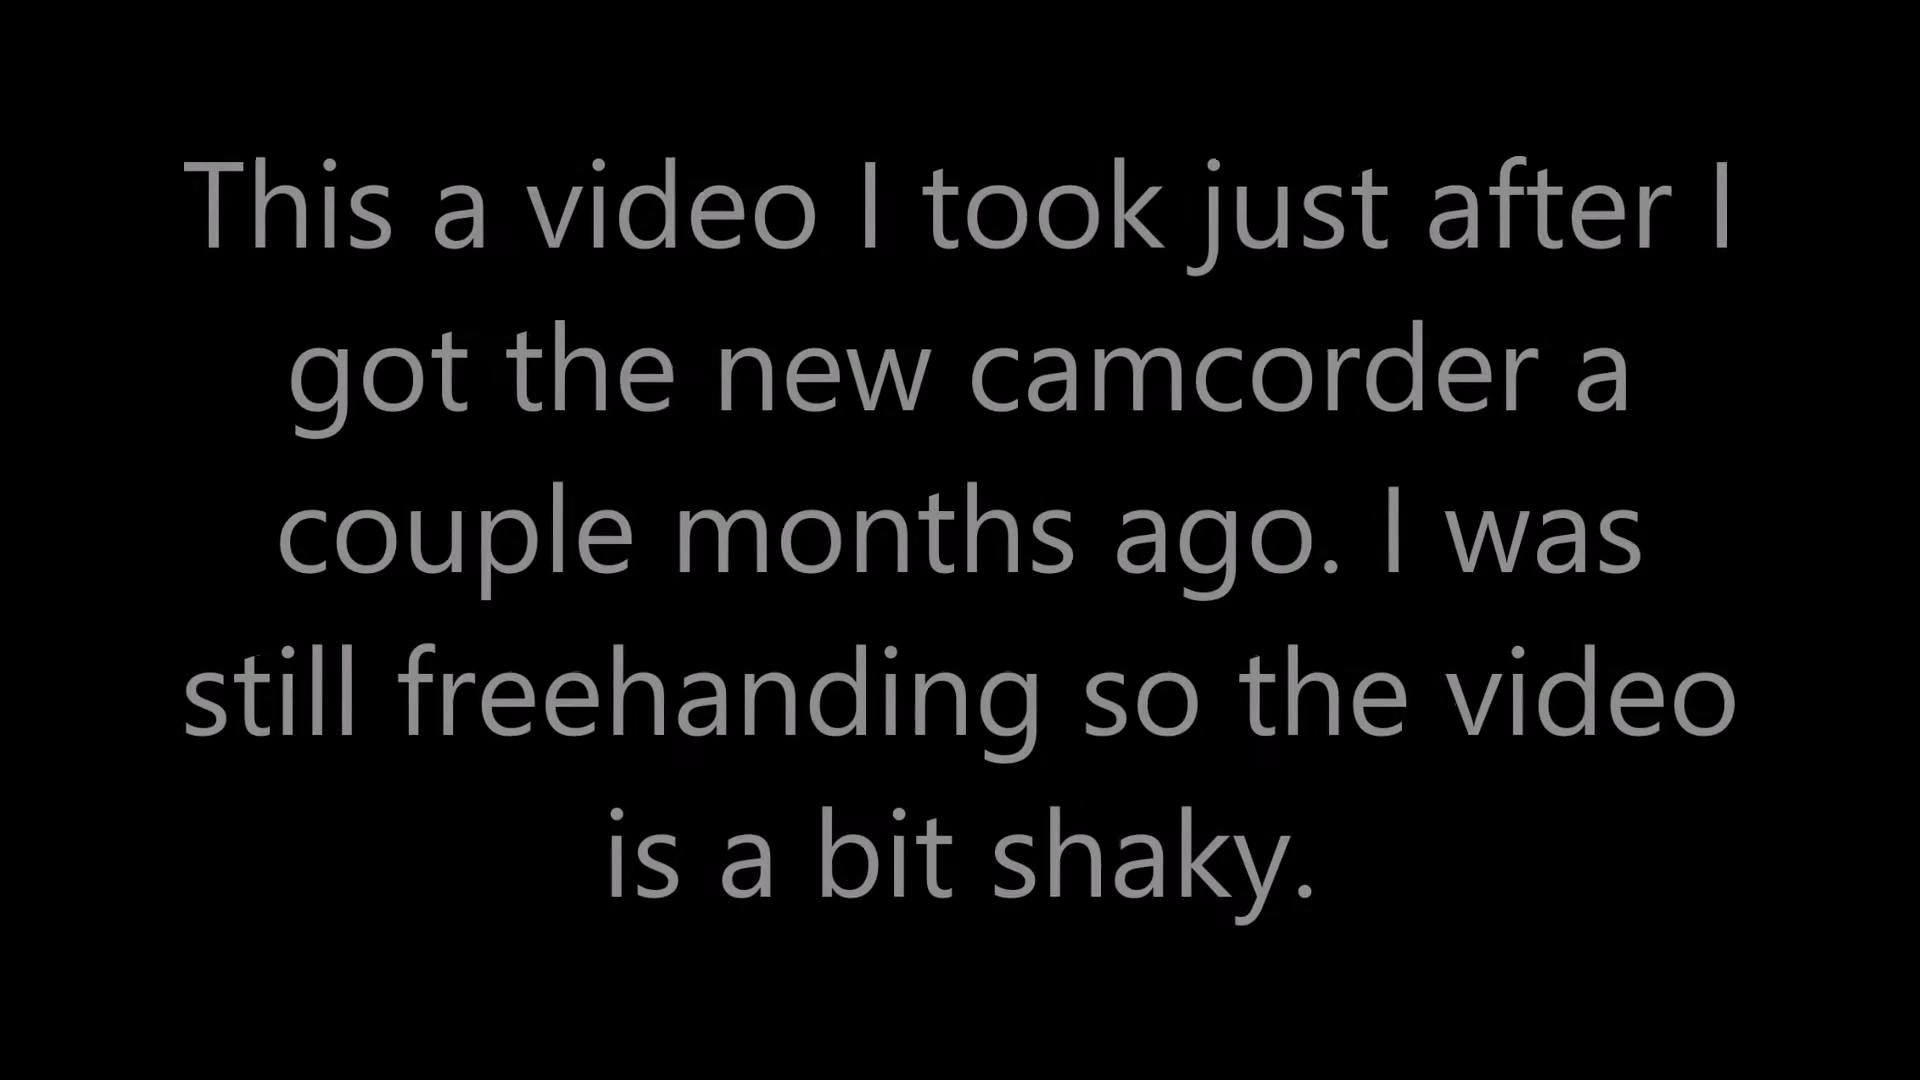 This a video I took just after I
got the new camcorder a
couple months ago. I was
still freehanding so the video
is a bit shaky.